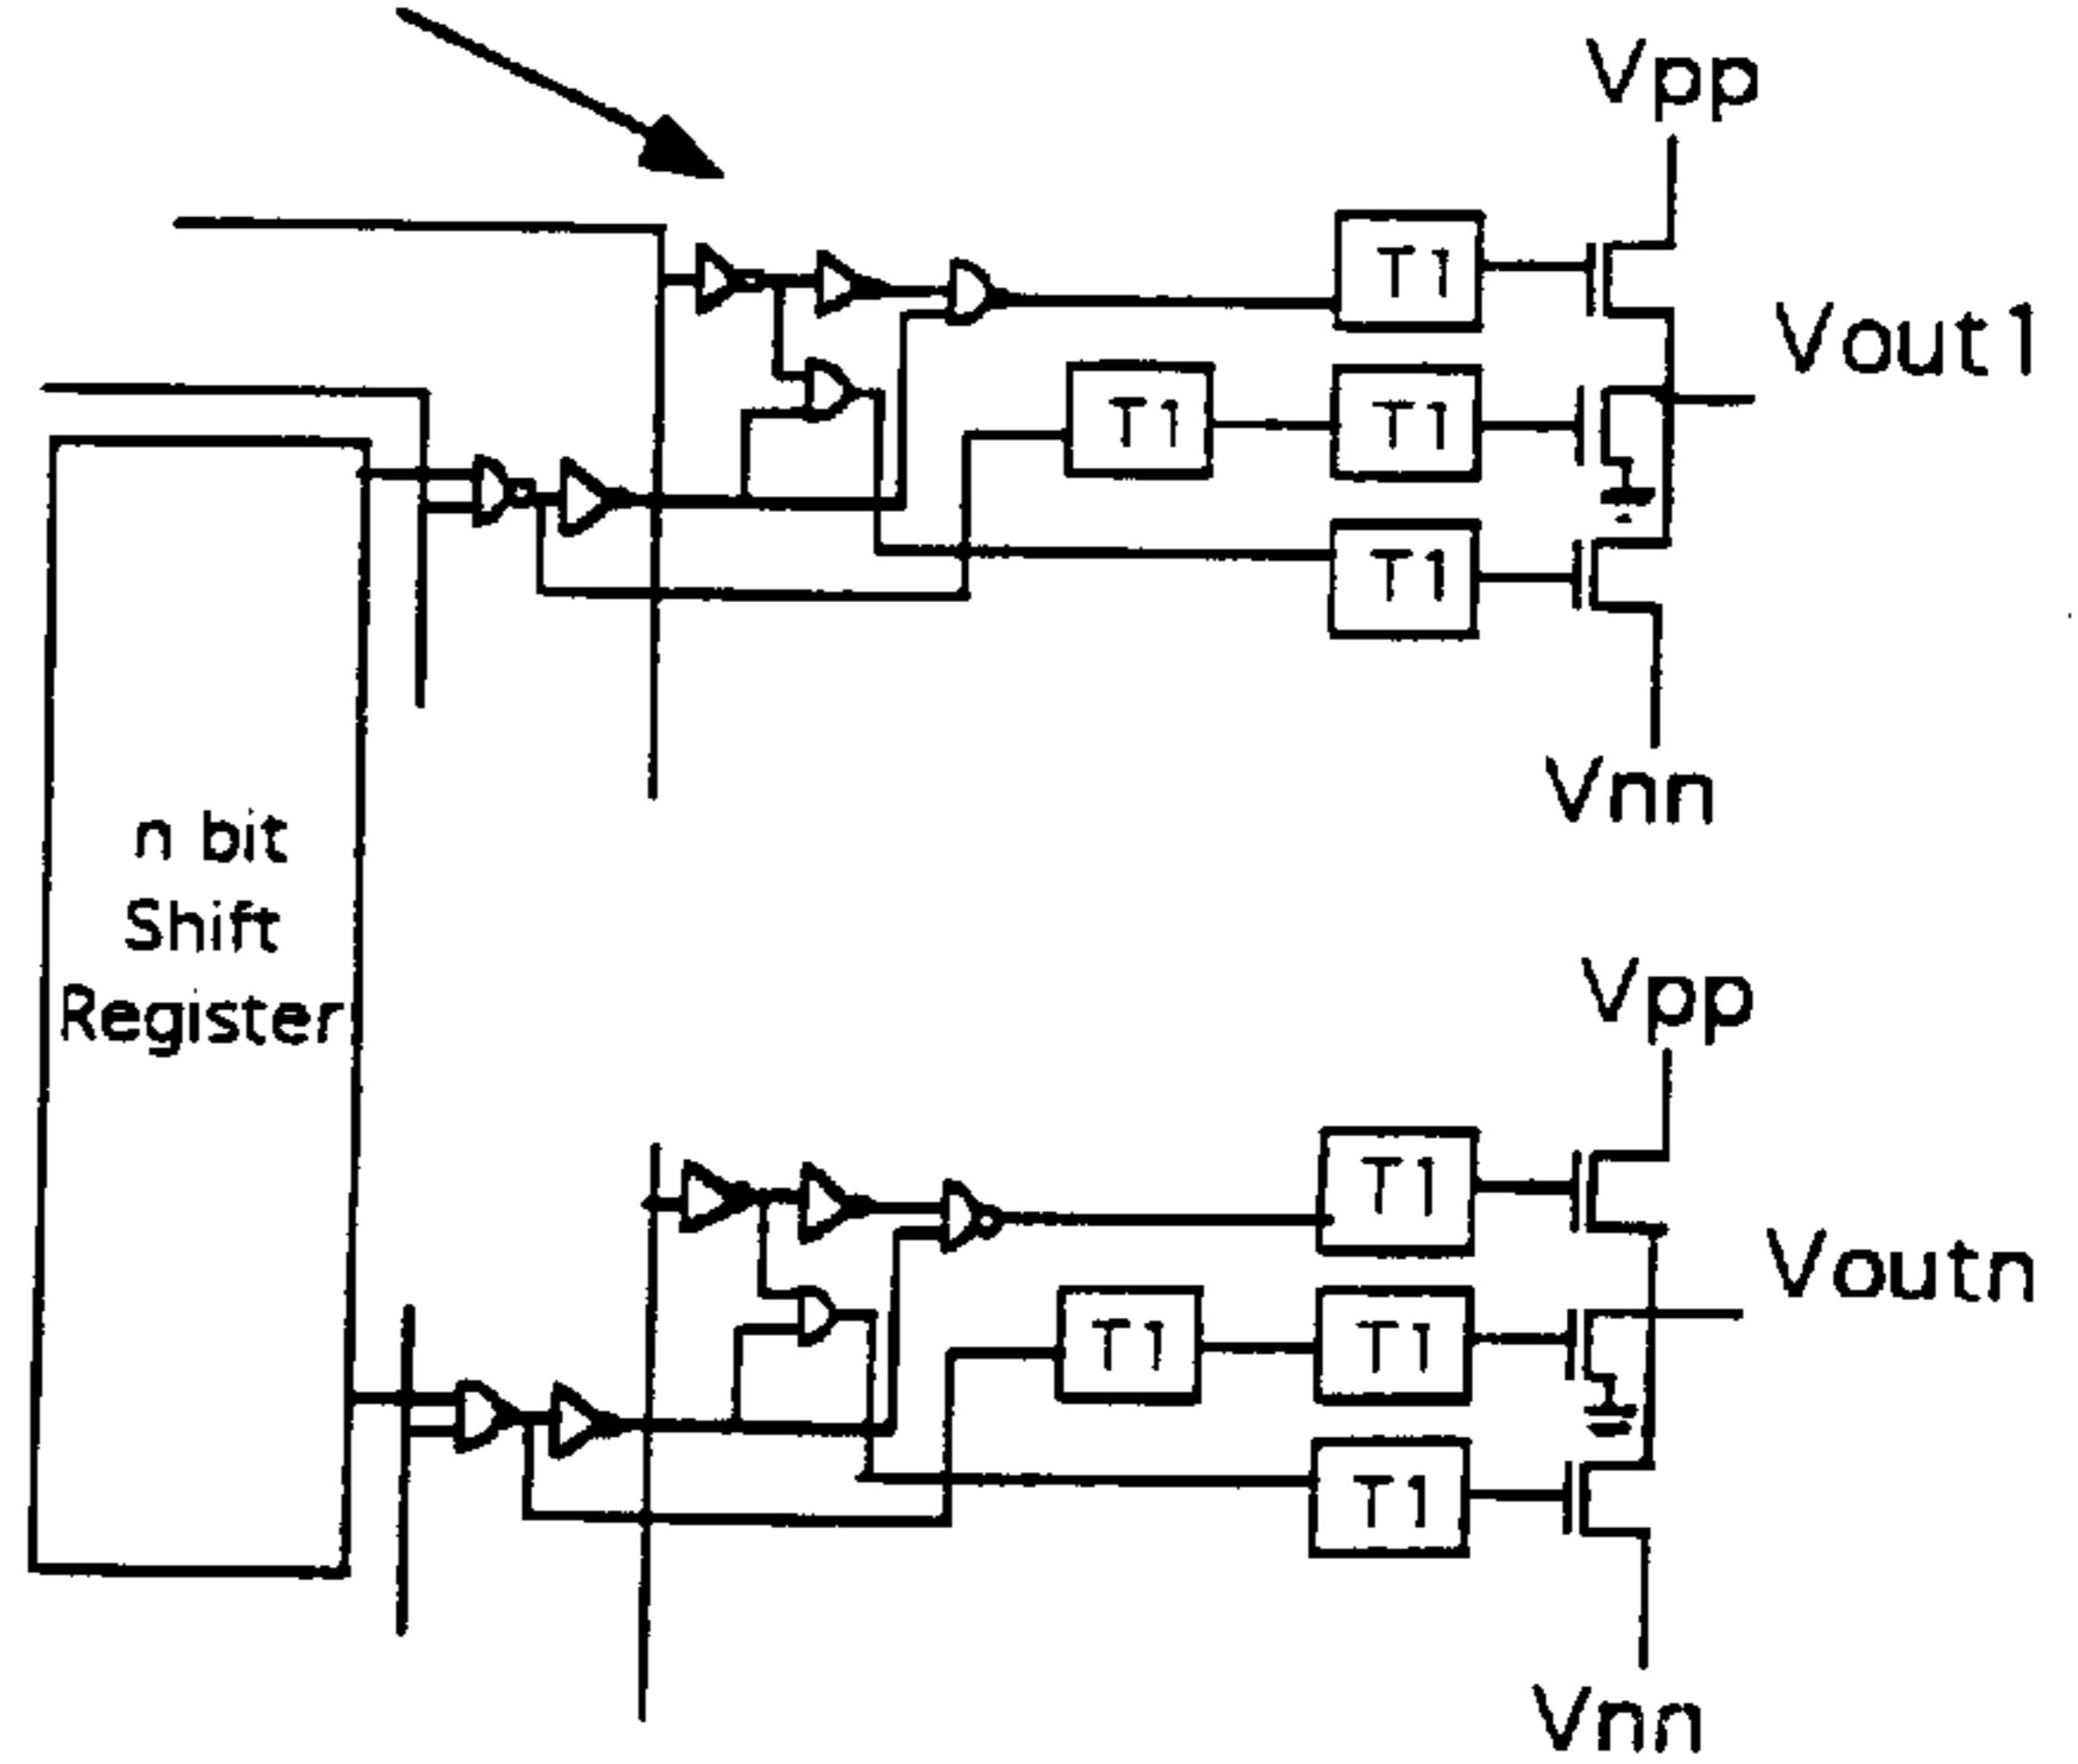 Vpp
T1
Vout1
T1 T1
T1
Vnn
n bit
Shift
Register
Vpp
T1
Voutn
T1 T1
T1
Vnn